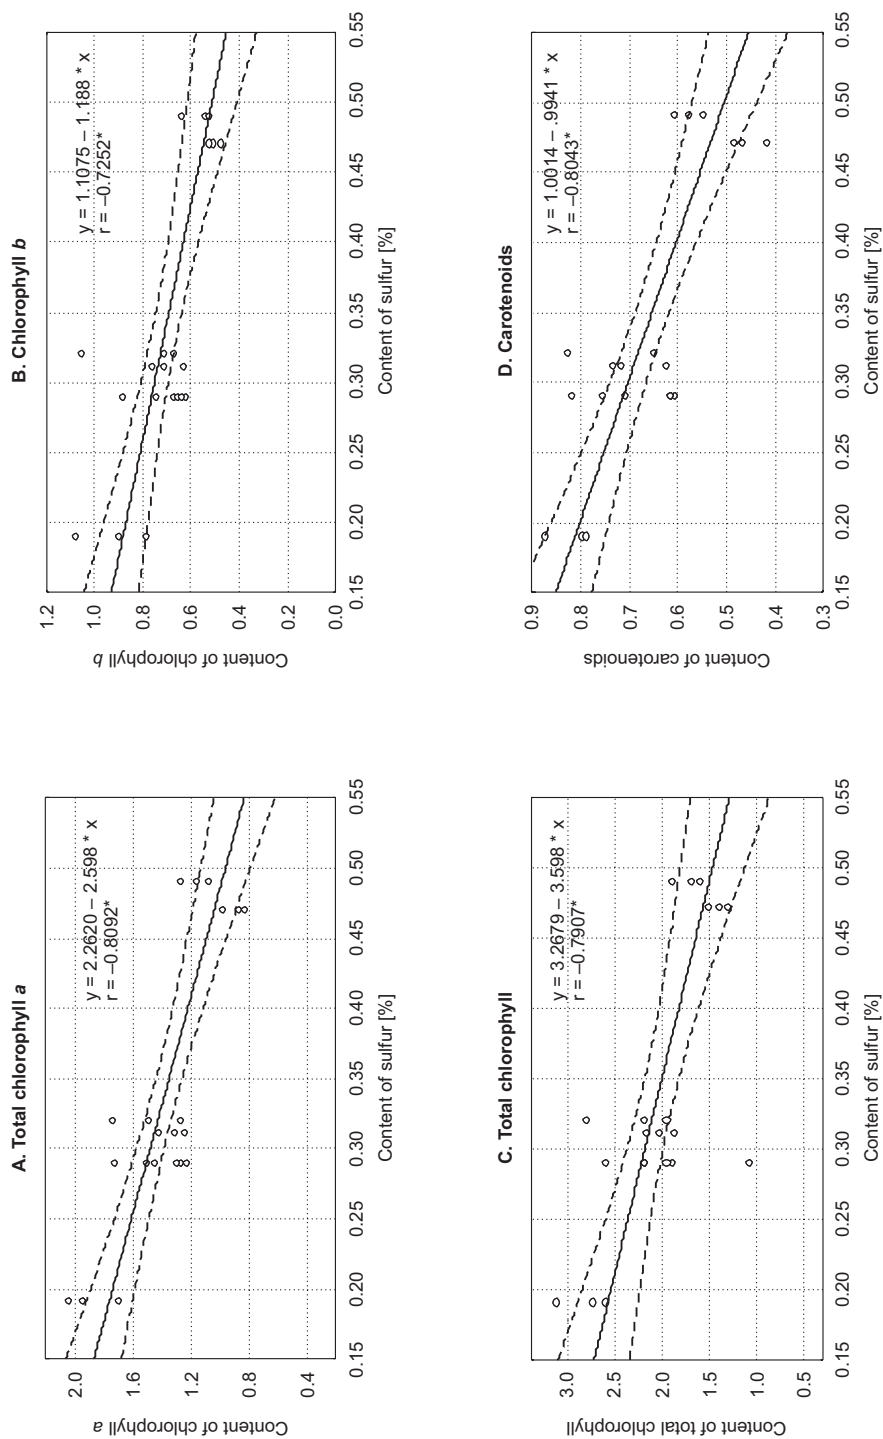 A. Total chlorophyll a
y = 2.2620 – 2.598 * x
r = –0.8092*
Content of chlorophyll a
2.0
1.6
1.2
0.8
0.4
0.15 0.20 0.25 0.30 0.35 0.40 0.45 0.50 0.55
Content of sulfur [%]
B. Chlorophyll b
y = 1.1075 – 1.188 * x
r = –0.7252*
Content of chlorophyll b
1.2
1.0
0.8
0.6
0.4
0.2
0.0
0.15 0.20 0.25 0.30 0.35 0.40 0.45 0.50 0.55
Content of sulfur [%]
C. Total chlorophyll
y = 3.2679 – 3.598 * x
r = –0.7907*
Content of total chlorophyll
3.0
2.5
2.0
1.5
1.0
0.5
0.15 0.20 0.25 0.30 0.35 0.40 0.45 0.50 0.55
Content of sulfur [%]
D. Carotenoids
y = 1.0014 – .9941 * x
r = –0.8043*
Content of carotenoids
0.9
0.8
0.7
0.6
0.5
0.4
0.3
0.15 0.20 0.25 0.30 0.35 0.40 0.45 0.50 0.55
Content of sulfur [%]